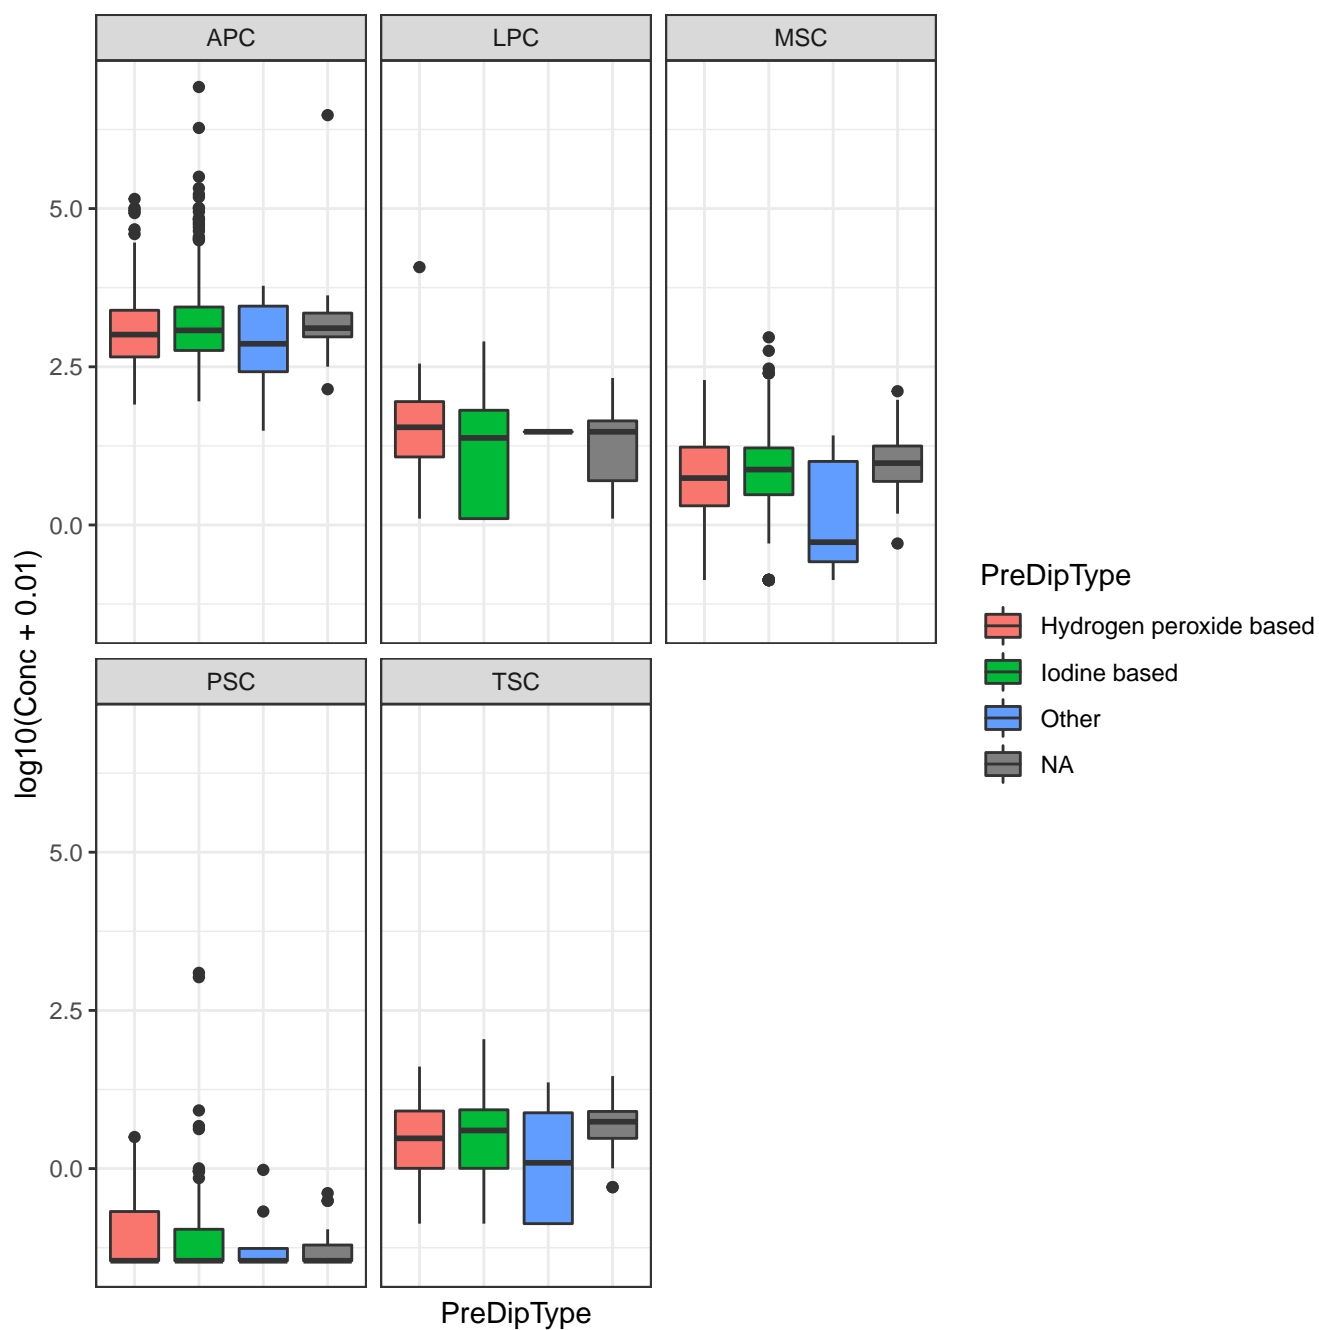 APC
LPC
MSC
5.0
2.5
0.0
PSC
TSC
5.0
2.5
0.0
log10(Conc + 0.01)
PreDipType
PreDipType
Hydrogen peroxide based
Iodine based
Other
NA